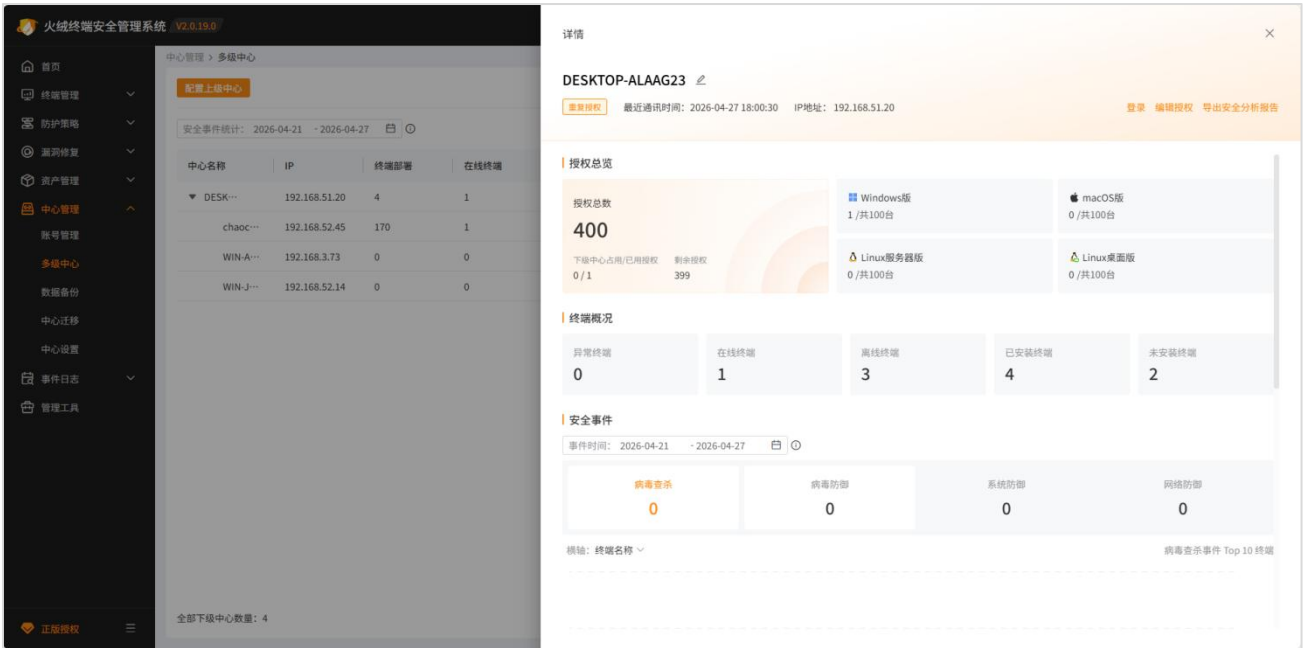 火绒终端安全管理系统 V2.0.19.0
首页
终端管理
防护策略
漏洞修复
资产管理
中心管理
账号管理
多级中心
数据备份
中心迁移
中心设置
事件日志
管理工具
正版授权
中心管理 > 多级中心
配置上级中心
安全事件统计: 2026-04-21 - 2026-04-27
中心名称 IP 终端部署 在线终端
DESK··· 192.168.51.20 4 1
chaoc··· 192.168.52.45 170 1
WIN-A··· 192.168.3.73 0 0
WIN-J··· 192.168.52.14 0 0
全部下级中心数量: 4
详情
DESKTOP-ALAAG23
重复授权 最近通讯时间: 2026-04-27 18:00:30 IP地址: 192.168.51.20 登录 编辑授权 导出安全分析报告
授权总览
授权总数
400
下级中心占用/已用授权 剩余授权
0 / 1 399
Windows版 macOS版
1 /共100台 0 /共100台
Linux服务器版 Linux桌面版
0 /共100台 0 /共100台
终端概况
异常终端 在线终端 离线终端 已安装终端 未安装终端
0 1 3 4 2
安全事件
事件时间: 2026-04-21 - 2026-04-27
病毒查杀 病毒防御 系统防御 网络防御
0 0 0 0
横轴: 终端名称 病毒查杀事件 Top 10 终端